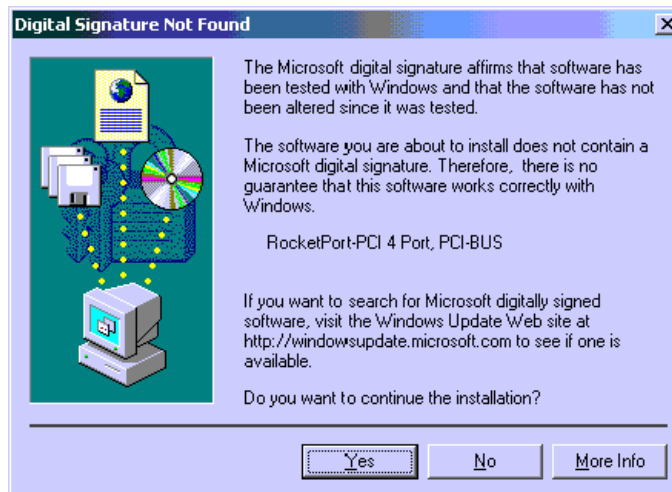 Digital Signature Not Found
The Microsoft digital signature affirms that software has
been tested with Windows and that the software has not
been altered since it was tested.
The software you are about to install does not contain a
Microsoft digital signature. Therefore, there is no
guarantee that this software works correctly with
Windows.
RocketPort-PCI 4 Port, PCI-BUS
If you want to search for Microsoft digitally signed
software, visit the Windows Update Web site at
http://windowsupdate.microsoft.com to see if one is
available.
Do you want to continue the installation?
Yes No More Info